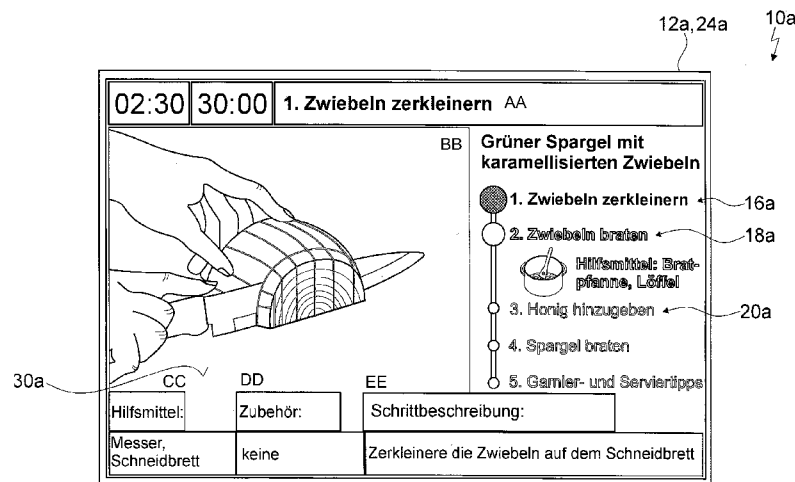 12a,24a
10a
02:30 30:00 1. Zwiebeln zerkleinern AA
BB
Grüner Spargel mit
karamellisierten Zwiebeln
1. Zwiebeln zerkleinern
16a
2. Zwiebeln braten
18a
Hilfsmittel: Brat-
pfanne, Löffel
3. Honig hinzugeben
20a
4. Spargel braten
5. Garnier- und Serviertipps
30a
CC DD EE
Hilfsmittel: Zubehör: Schrittbeschreibung:
Messer,
Schneidbrett
keine
Zerkleinere die Zwiebeln auf dem Schneidbrett